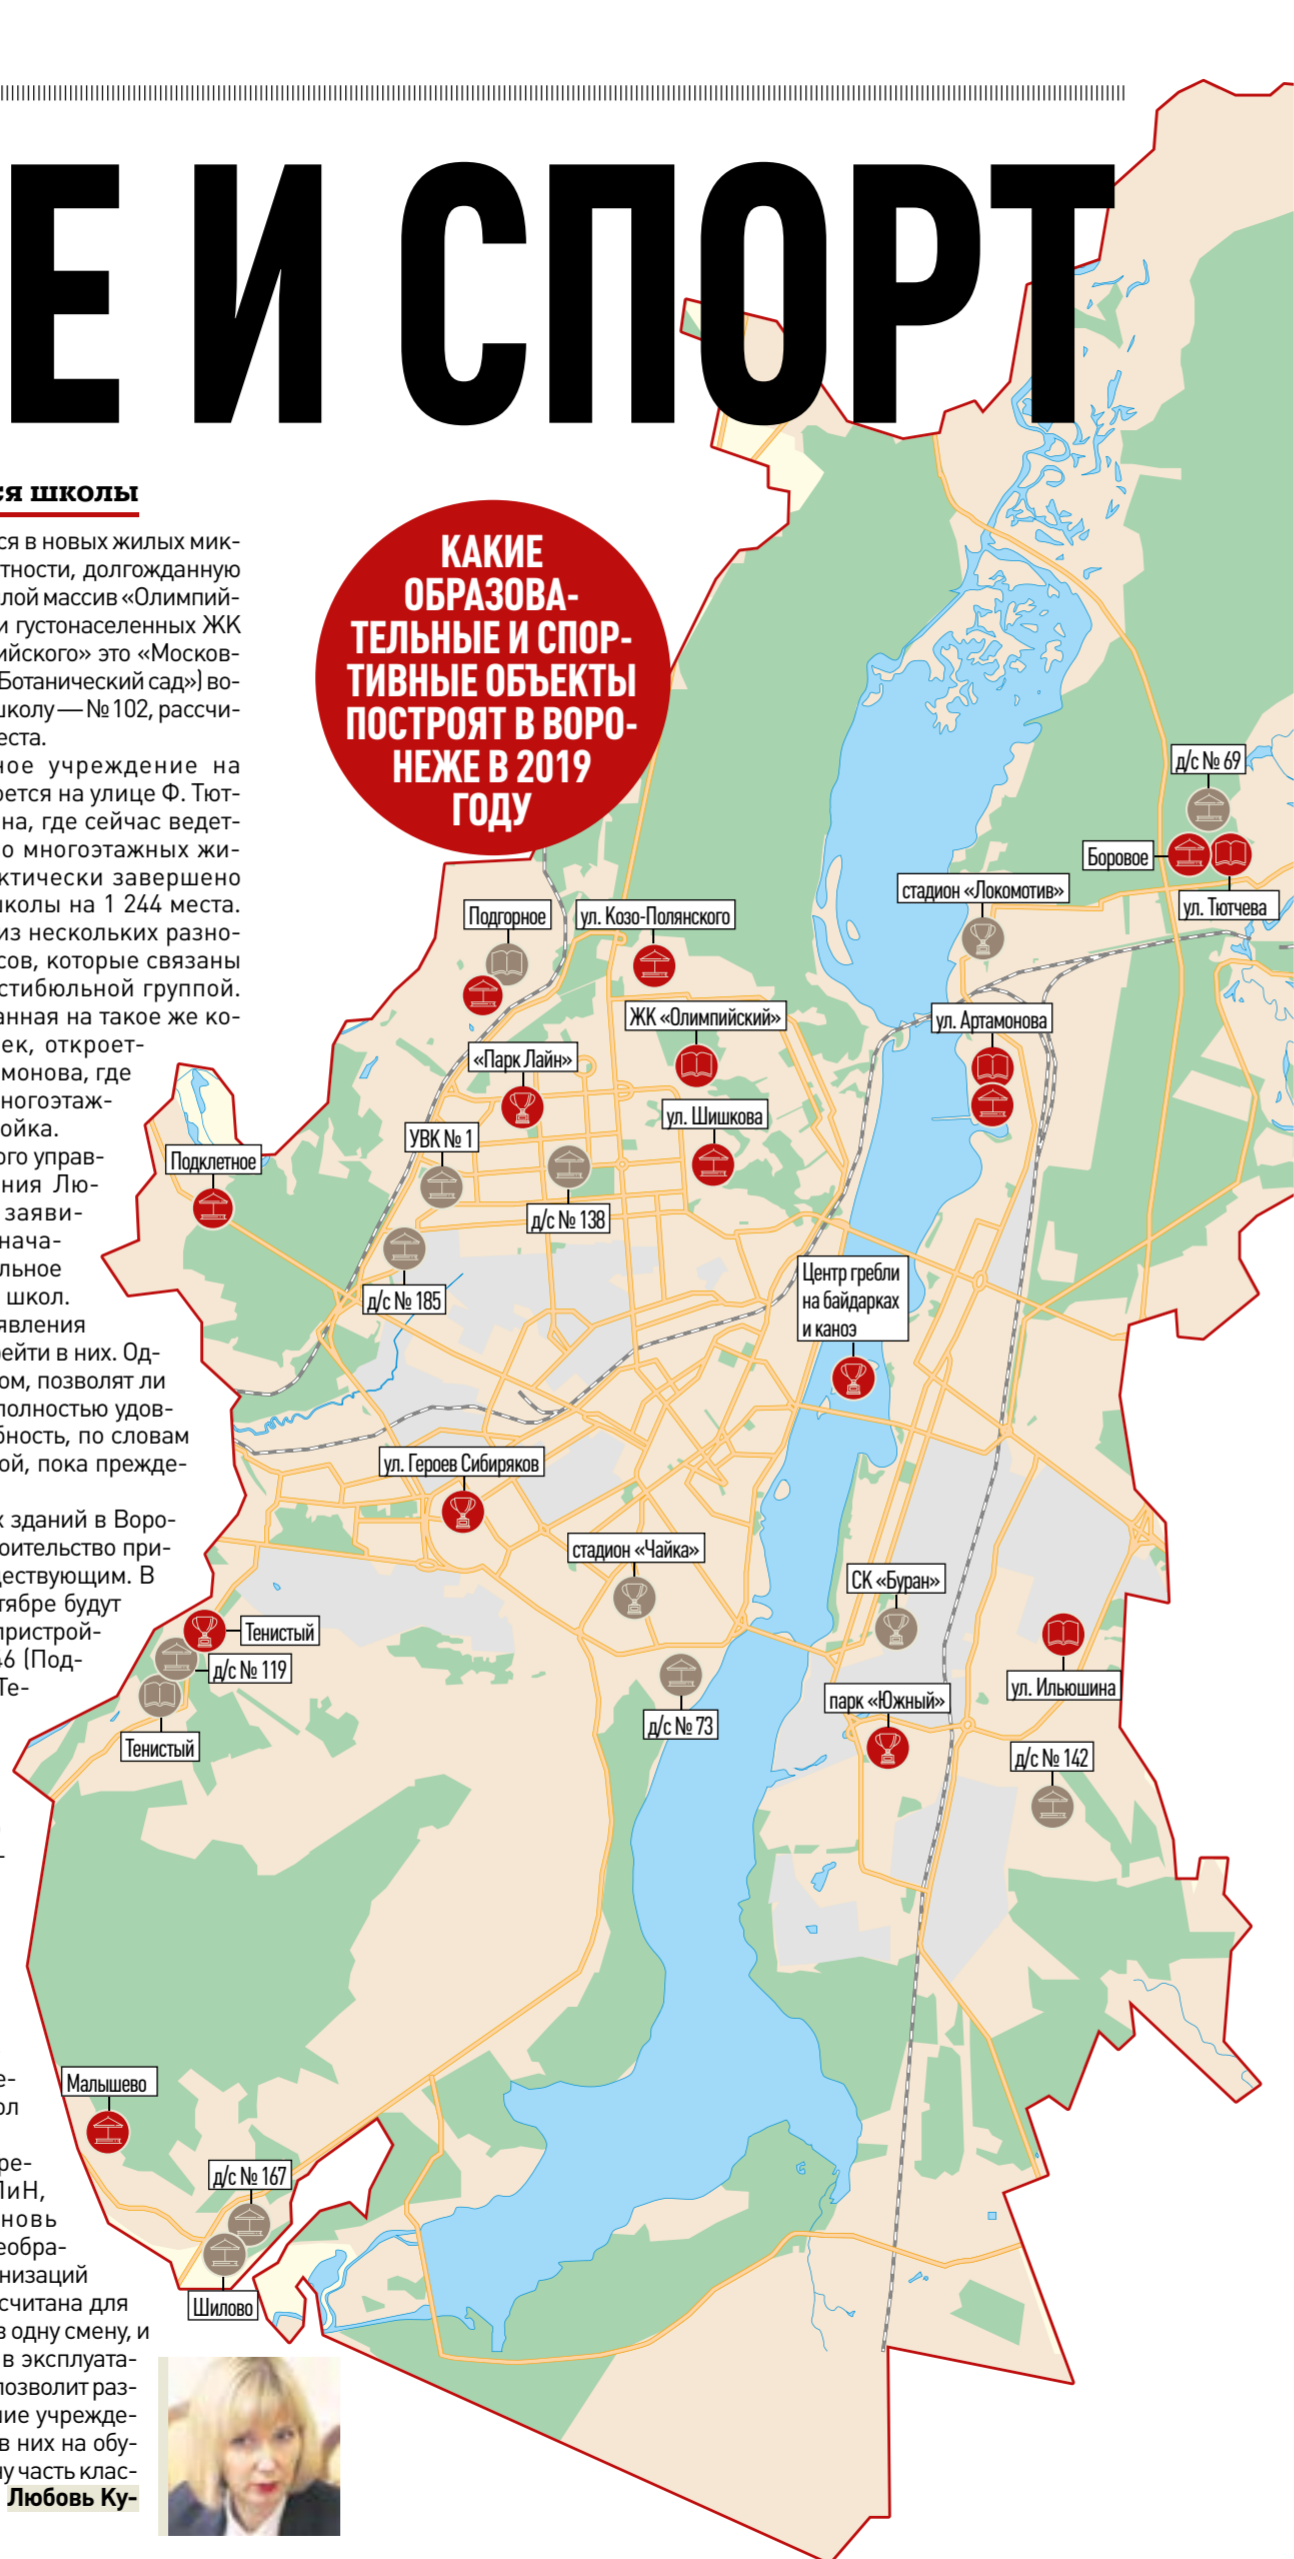 Е И СПОРТ
ся школы
ся в новых жилых мик-
тности, долгожданную
лой массив «Олимпий-
и густонаселенных ЖК
ийского» это «Москов-
Ботанический сад») во-
школу — № 102, рассчи-
еста.
ное учреждение на
оется на улице Ф. Тют-
на, где сейчас ведет-
о многоэтажных жи-
ктически завершено
школы на 1 244 места.
из нескольких разно-
сов, которые связаны
стибюльной группой.
анная на такое же ко-
ек, откроет-
монова, где
ногоэтаж-
ойка.
ого управ-
ния Лю-
заяви-
нача-
льное
школ.
явления
ейти в них. Од-
ом, позволят ли
полностью удов-
бность, по словам
ой, пока прежде-
х зданий в Воро-
оительство при-
ществующим. В
тябре будут
пристрой-
46 (Под-
Те-
е-
ол
ре-
ПиН,
новь
еобра-
низаций
считана для
в одну смену, и
в эксплуата-
позволит раз-
ние учрежде-
в них на обу-
ну часть клас-
Любовь Ку-
КАКИЕ
ОБРАЗОВА-
ТЕЛЬНЫЕ И СПОР-
ТИВНЫЕ ОБЪЕКТЫ
ПОСТРОЯТ В ВОРО-
НЕЖЕ В 2019
ГОДУ
д/с № 69
Боровое
ул. Тютчева
стадион «Локомотив»
Подгорное
ул. Козо-Полянского
ЖК «Олимпийский»
ул. Артамонова
«Парк Лайн»
ул. Шишкова
УВК № 1
Подклетное
д/с № 138
д/с № 185
Центр гребли
на байдарках
и каноэ
ул. Героев Сибиряков
стадион «Чайка»
СК «Буран»
Тенистый
д/с № 119
Тенистый
д/с № 73
ул. Ильюшина
парк «Южный»
д/с № 142
Малышево
д/с № 167
Шилово